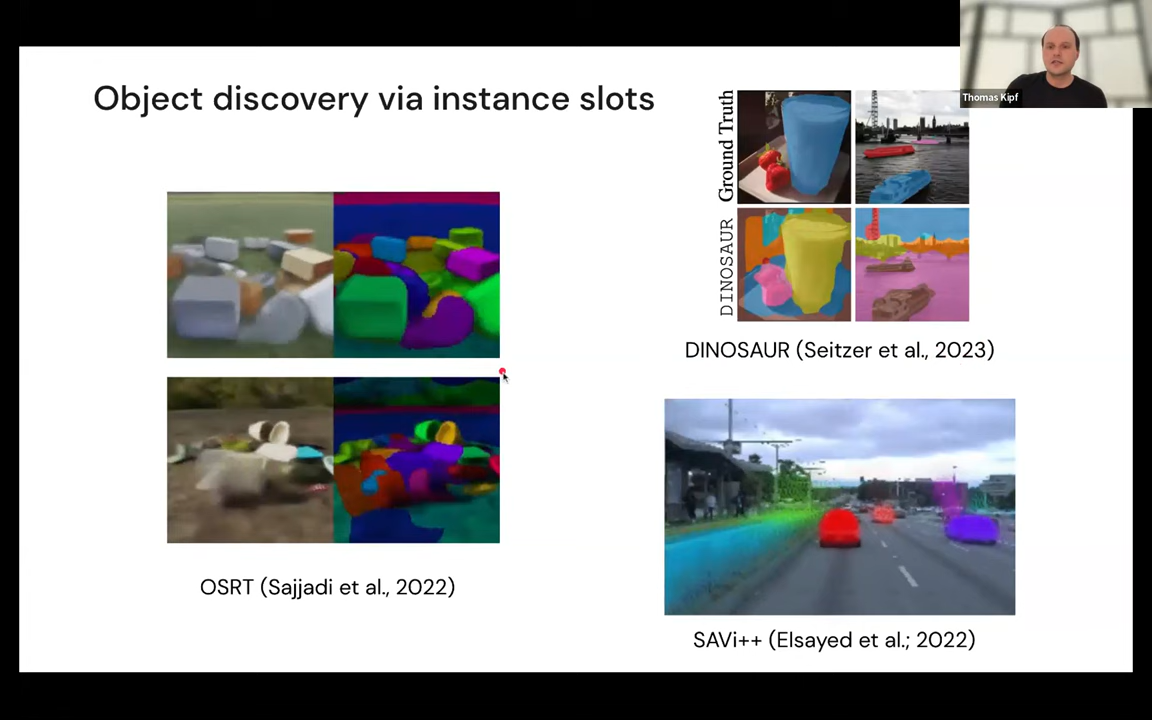 Thomas Kipf
Object discovery via instance slots
Ground Truth
DINOSAUR
DINOSAUR (Seitzer et al., 2023)
OSRT (Sajjadi et al., 2022)
SAVi++ (Elsayed et al.; 2022)